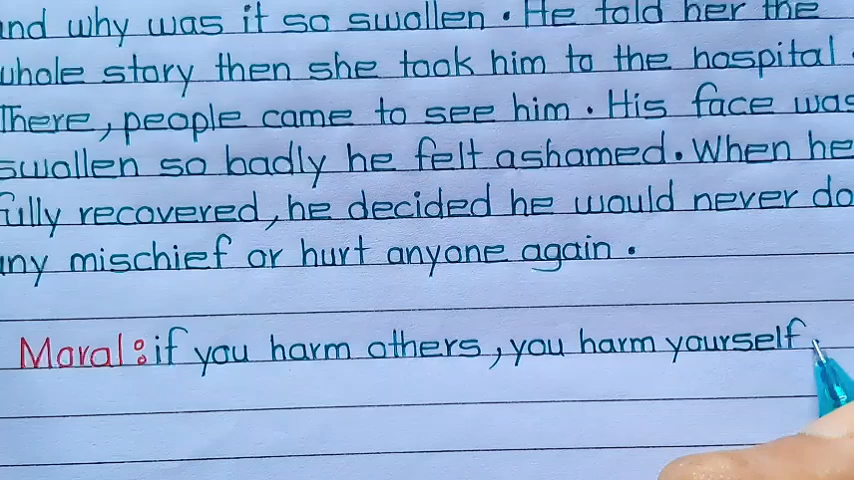 and why was it so swollen. He told her the
whole story then she took him to the hospital.
There, people came to see him. His face was
swollen so badly he felt ashamed. When he
fully recovered, he decided he would never do
any mischief or hurt anyone again.
Moral: if you harm others, you harm yourself